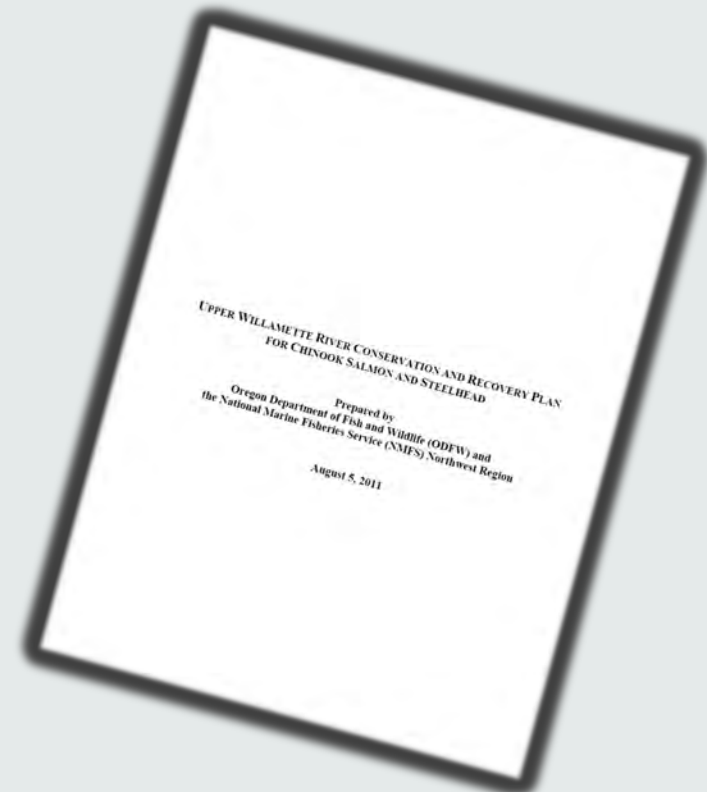 UPPER WILLAMETTE RIVER CONSERVATION AND RECOVERY PLAN
FOR CHINOOK SALMON AND STEELHEAD
Prepared by
Oregon Department of Fish and Wildlife (ODFW) and
the National Marine Fisheries Service (NMFS) Northwest Region
August 5, 2011